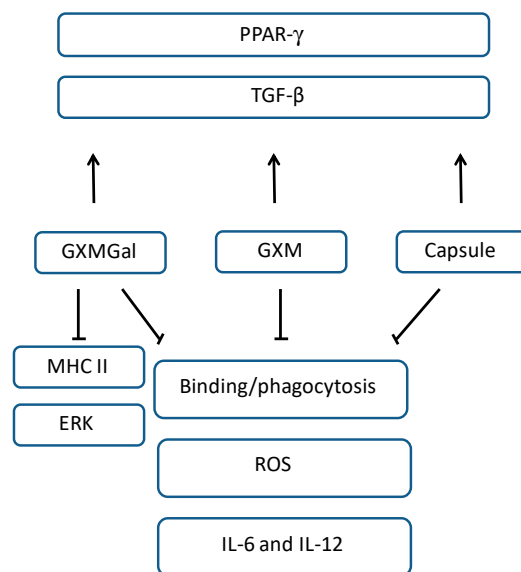 PPAR-γ
TGF-β
GXMGal
GXM
Capsule
MHC II
Binding/phagocytosis
ERK
ROS
IL-6 and IL-12